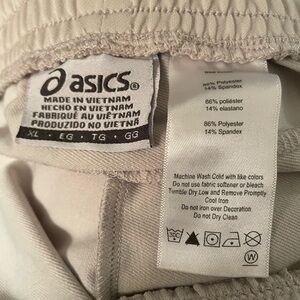 asics®
MADE IN VIETNAM
HECHO EN VIETNAM
FABRIQUÉ AU VIÊTNAM
PRODUZIDO NO VIETNÃ
XL · EG · TG · GG
86% Polyester
14% Spandex
86% poliéster
14% elastano
86% Polyester
14% Spandex
Machine Wash Cold with like colors
Do not use fabric softener or bleach
Tumble Dry Low and Remove Promptly
Cool Iron
Do not iron over Decoration
Do not Dry Clean
W